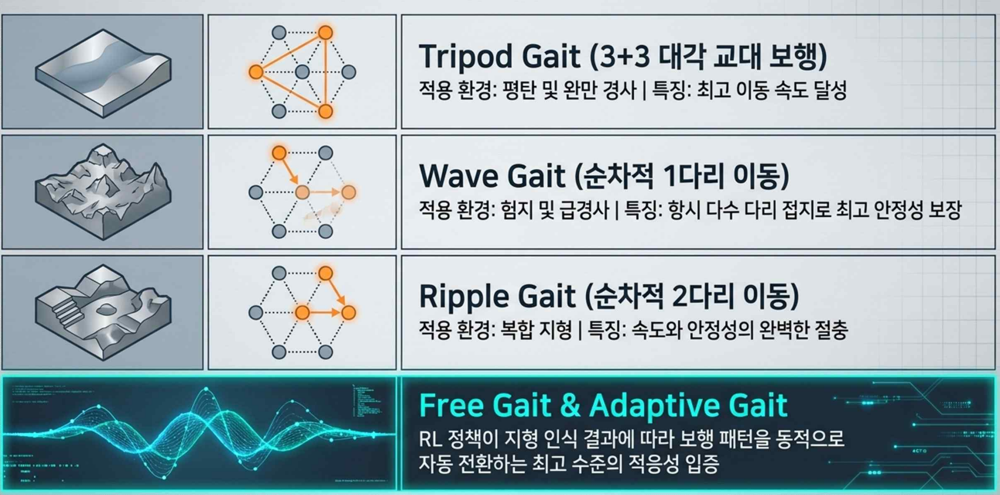 Tripod Gait (3+3 대각 교대 보행)
적용 환경: 평탄 및 완만 경사 | 특징: 최고 이동 속도 달성
Wave Gait (순차적 1다리 이동)
적용 환경: 험지 및 급경사 | 특징: 항시 다수 다리 접지로 최고 안정성 보장
Ripple Gait (순차적 2다리 이동)
적용 환경: 복합 지형 | 특징: 속도와 안정성의 완벽한 절충
Free Gait & Adaptive Gait
RL 정책이 지형 인식 결과에 따라 보행 패턴을 동적으로
자동 전환하는 최고 수준의 적응성 입증